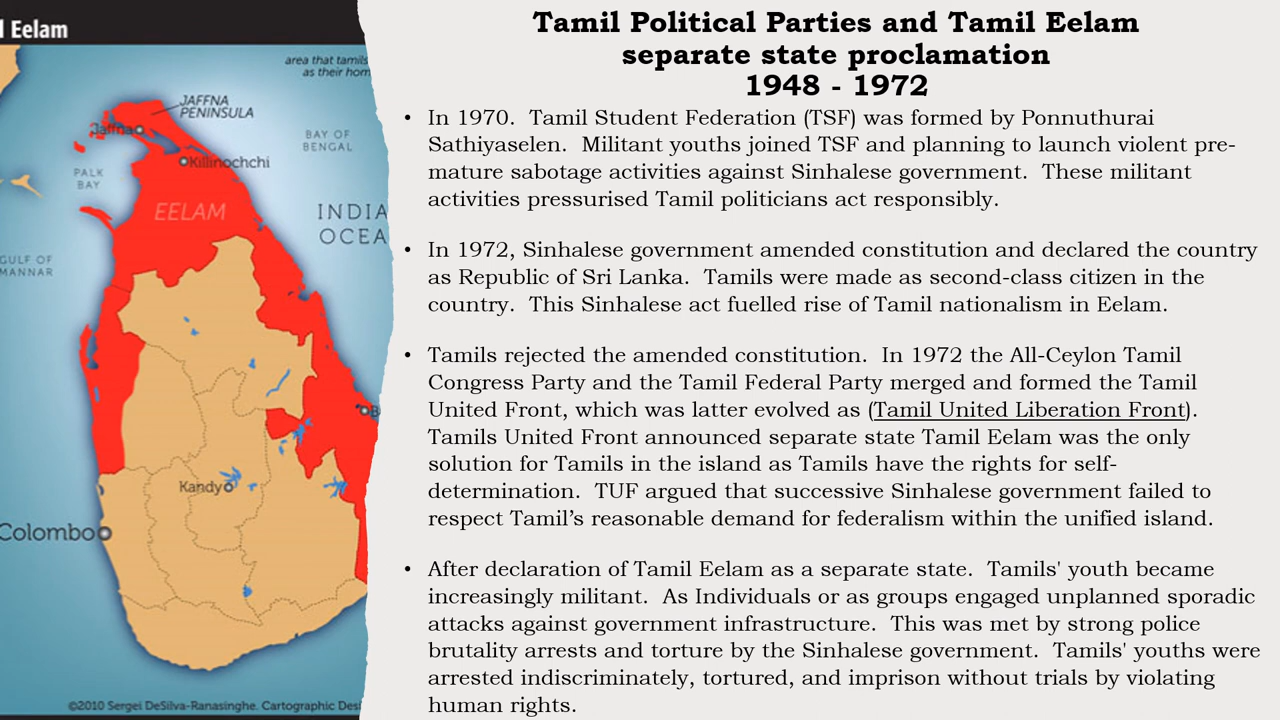 l Eelam
area that tamils
as their hom
JAFFNA
PENINSULA
Jaffna
BAY OF
BENGAL
Killinochchi
PALK
BAY
EELAM
INDIA
OCEA
GULF OF
MANNAR
B
Kandy
Colombo
©2010 Sergei DeSilva-Ranasinghe. Cartographic Desi
Tamil Political Parties and Tamil Eelam
separate state proclamation
1948 - 1972
• In 1970. Tamil Student Federation (TSF) was formed by Ponnuthurai
Sathiyaselen. Militant youths joined TSF and planning to launch violent pre-
mature sabotage activities against Sinhalese government. These militant
activities pressurised Tamil politicians act responsibly.
• In 1972, Sinhalese government amended constitution and declared the country
as Republic of Sri Lanka. Tamils were made as second-class citizen in the
country. This Sinhalese act fuelled rise of Tamil nationalism in Eelam.
• Tamils rejected the amended constitution. In 1972 the All-Ceylon Tamil
Congress Party and the Tamil Federal Party merged and formed the Tamil
United Front, which was latter evolved as (Tamil United Liberation Front).
Tamils United Front announced separate state Tamil Eelam was the only
solution for Tamils in the island as Tamils have the rights for self-
determination. TUF argued that successive Sinhalese government failed to
respect Tamil’s reasonable demand for federalism within the unified island.
• After declaration of Tamil Eelam as a separate state. Tamils' youth became
increasingly militant. As Individuals or as groups engaged unplanned sporadic
attacks against government infrastructure. This was met by strong police
brutality arrests and torture by the Sinhalese government. Tamils' youths were
arrested indiscriminately, tortured, and imprison without trials by violating
human rights.